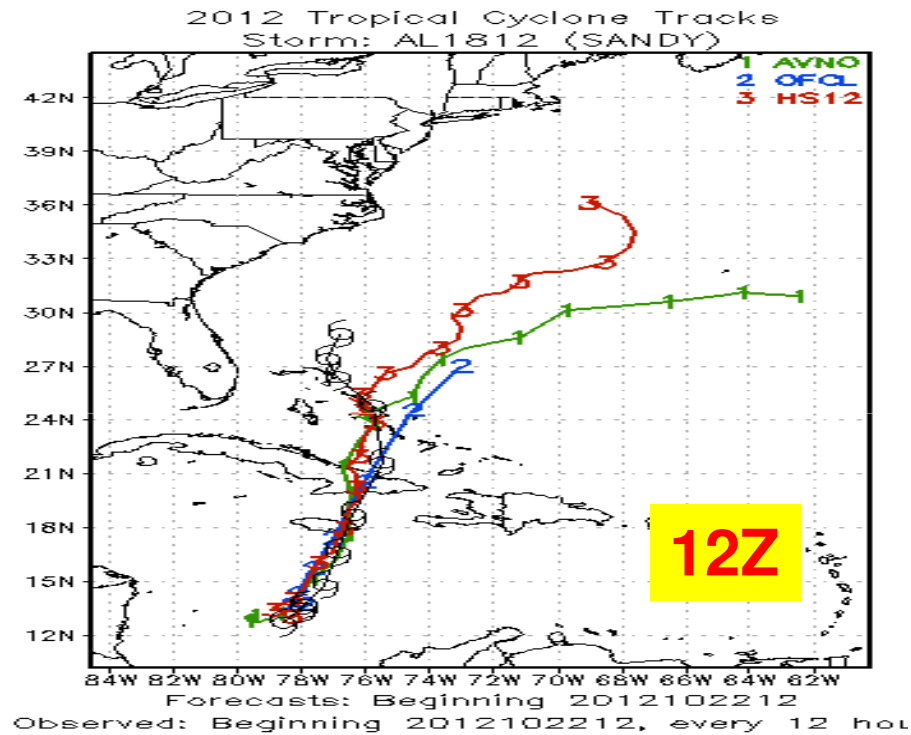 2012 Tropical Cyclone Tracks
Storm: AL1812 (SANDY)
1 AVNO
2 OFCL
3 HS12
42N
39N
36N
33N
30N
27N
24N
21N
18N
15N
12N
12Z
84W 82W 80W 78W 76W 74W 72W 70W 68W 66W 64W 62W
Forecasts: Beginning 2012102212
Observed: Beginning 2012102212, every 12 hou